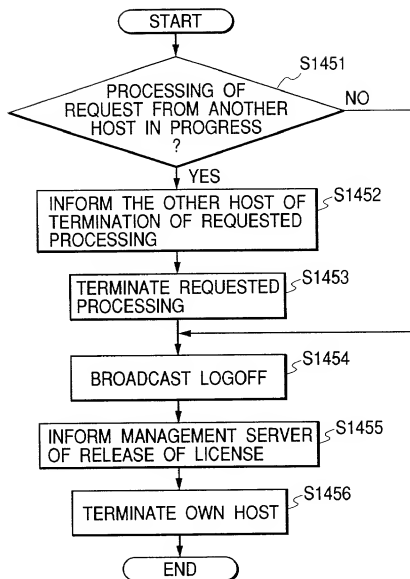 START
S1451
PROCESSING OF
REQUEST FROM ANOTHER
HOST IN PROGRESS
?
NO
YES
S1452
INFORM THE OTHER HOST OF
TERMINATION OF REQUESTED
PROCESSING
S1453
TERMINATE REQUESTED
PROCESSING
S1454
BROADCAST LOGOFF
S1455
INFORM MANAGEMENT SERVER
OF RELEASE OF LICENSE
S1456
TERMINATE OWN HOST
END